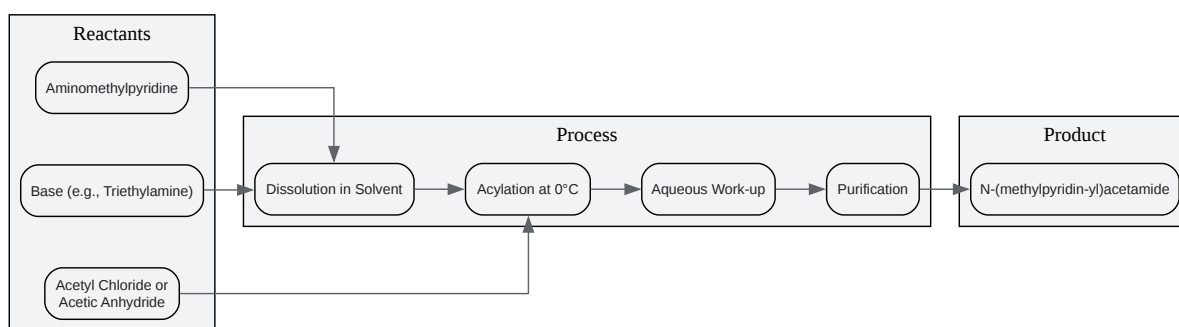 Reactants
Aminomethylpyridine
Base (e.g., Triethylamine)
Acetyl Chloride or
Acetic Anhydride
Process
Dissolution in Solvent
Acylation at 0°C
Aqueous Work-up
Purification
Product
N-(methylpyridin-yl)acetamide